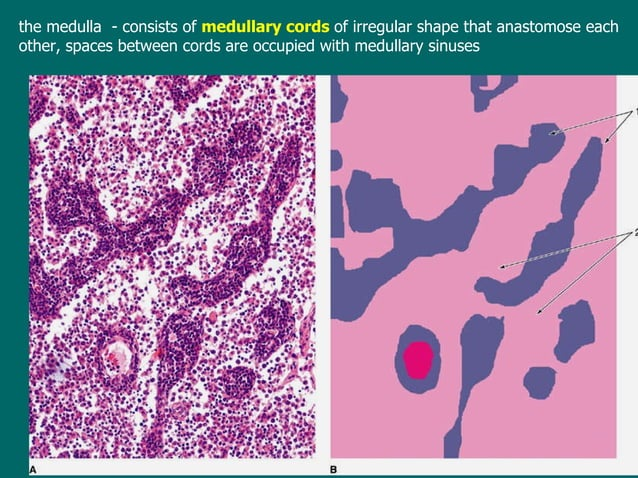 the medulla - consists of medullary cords of irregular shape that anastomose each
other, spaces between cords are occupied with medullary sinuses
1
2
A
B